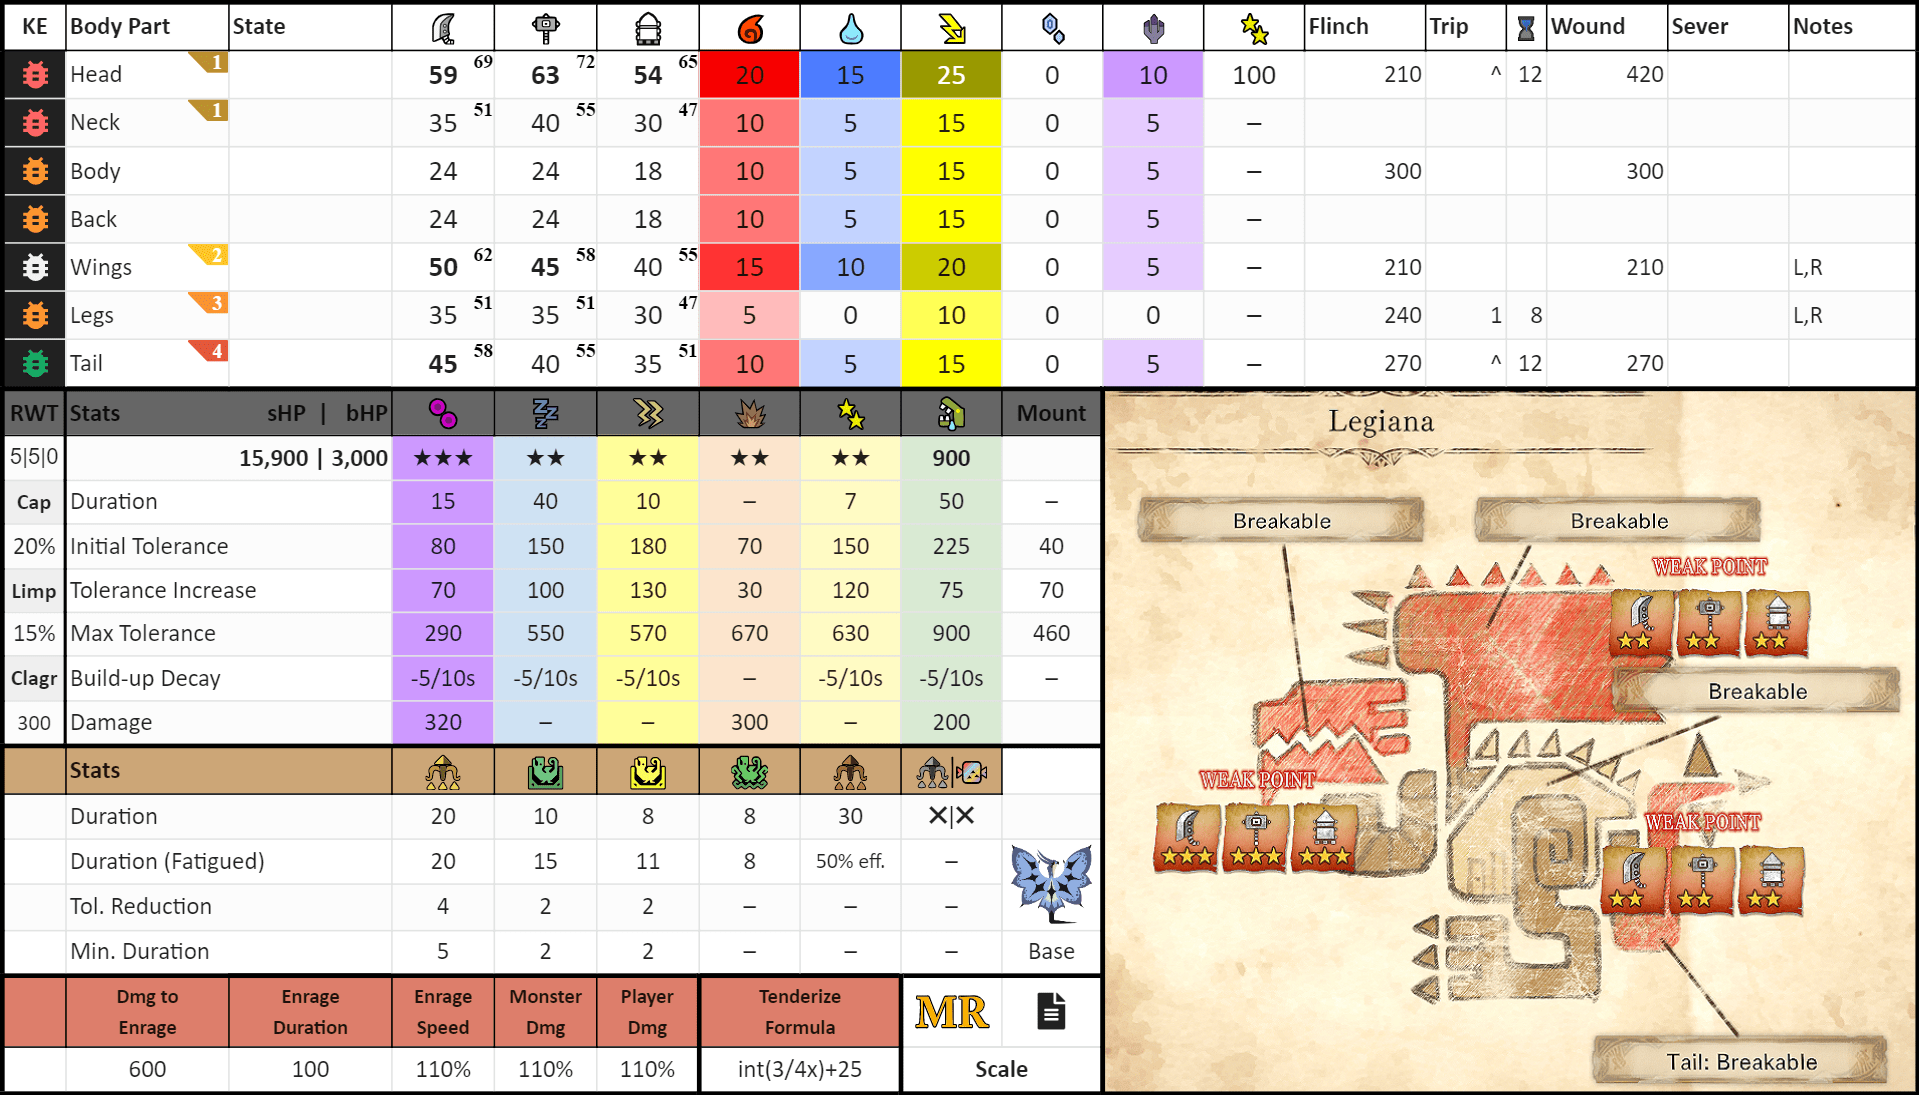 KE Body Part State Flinch Trip Wound Sever Notes
Head 1 59 69 63 72 54 65 20 15 25 0 10 100 210 ^ 12 420
Neck 1 35 51 40 55 30 47 10 5 15 0 5 –
Body 24 24 18 10 5 15 0 5 – 300 300
Back 24 24 18 10 5 15 0 5 –
Wings 2 50 62 45 58 40 55 15 10 20 0 5 – 210 210 L,R
Legs 3 35 51 35 51 30 47 5 0 10 0 0 – 240 1 8 L,R
Tail 4 45 58 40 55 35 51 10 5 15 0 5 – 270 ^ 12 270
RWT Stats sHP | bHP Mount
5|5|0 15,900 | 3,000 ★★★ ★★ ★★ ★★ ★★ 900
Cap Duration 15 40 10 – 7 50 –
20% Initial Tolerance 80 150 180 70 150 225 40
Limp Tolerance Increase 70 100 130 30 120 75 70
15% Max Tolerance 290 550 570 670 630 900 460
Clagr Build-up Decay -5/10s -5/10s -5/10s – -5/10s -5/10s –
300 Damage 320 – – 300 – 200
Stats
Duration 20 10 8 8 30 ✕|✕
Duration (Fatigued) 20 15 11 8 50% eff. –
Tol. Reduction 4 2 2 – – –
Min. Duration 5 2 2 – – – Base
Dmg to Enrage Enrage Duration Enrage Speed Monster Dmg Player Dmg Tenderize Formula MR
600 100 110% 110% 110% int(3/4x)+25 Scale
Legiana
Breakable
Breakable
WEAK POINT
Breakable
WEAK POINT
WEAK POINT
Tail: Breakable